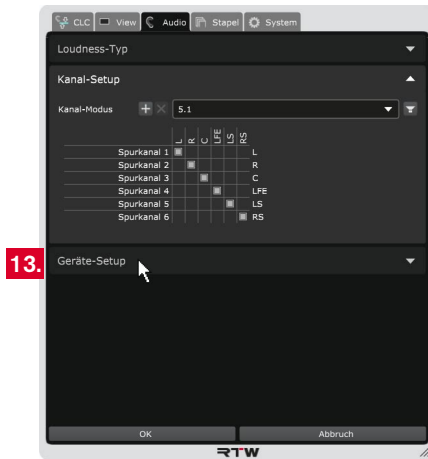 CLC View Audio Stapel System
Loudness-Typ
Kanal-Setup
Kanal-Modus 5.1
L R C LFE LS RS
Spurkanal 1 L
Spurkanal 2 R
Spurkanal 3 C
Spurkanal 4 LFE
Spurkanal 5 LS
Spurkanal 6 RS
13. Geräte-Setup
OK Abbruch
RTW